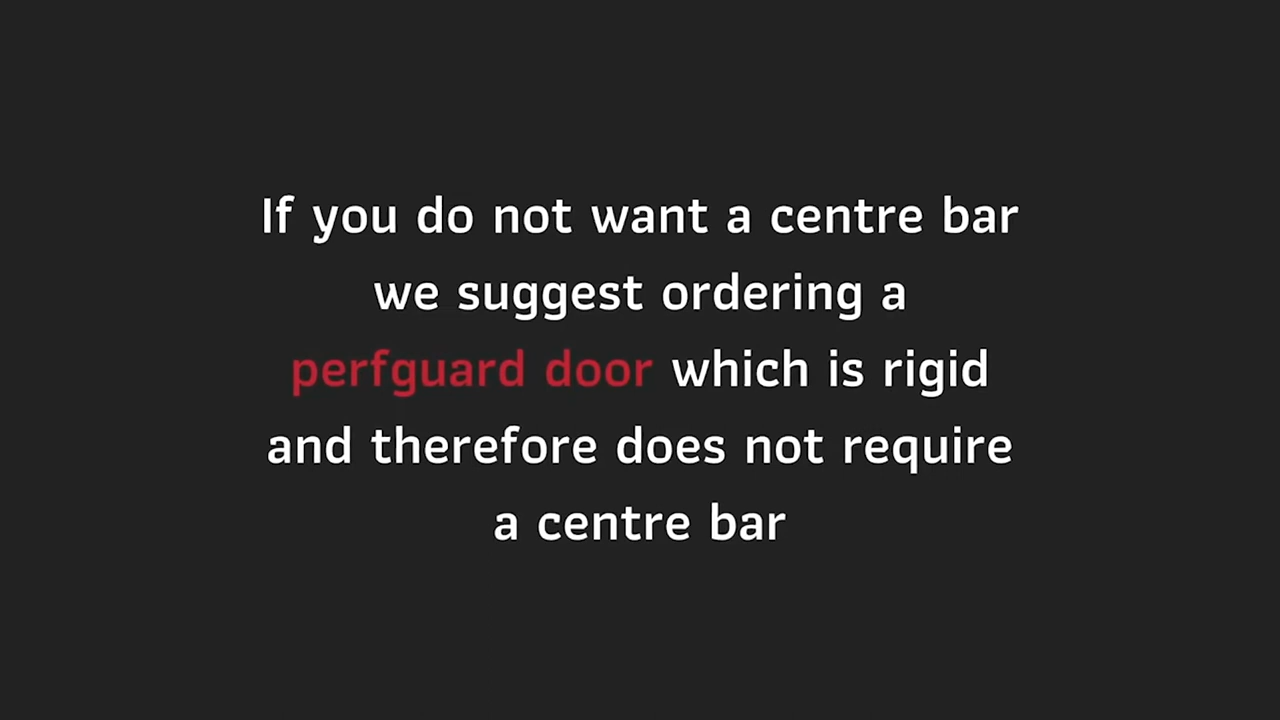 If you do not want a centre bar
we suggest ordering a
perfguard door which is rigid
and therefore does not require
a centre bar